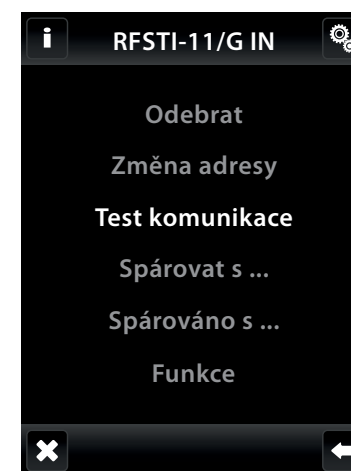 i RFSTI-11/G IN
Odebrat
Změna adresy
Test komunikace
Spárovat s ...
Spárováno s ...
Funkce